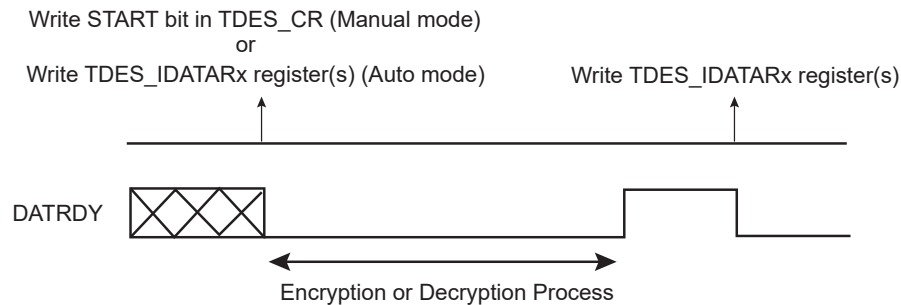 Write START bit in TDES_CR (Manual mode)
or
Write TDES_IDATARx register(s) (Auto mode)
Write TDES_IDATARx register(s)
DATRDY
Encryption or Decryption Process